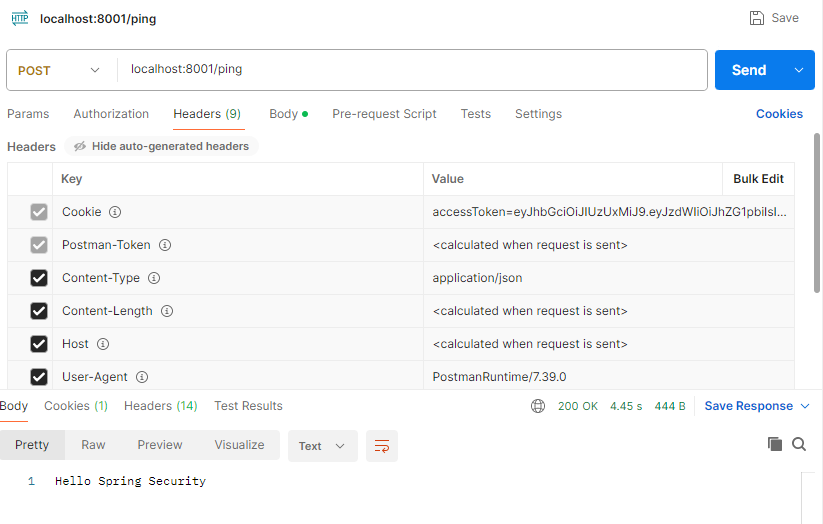 HTTP localhost:8001/ping Save
POST localhost:8001/ping Send
Params Authorization Headers (9) Body Pre-request Script Tests Settings Cookies
Headers Hide auto-generated headers
Key Value Bulk Edit
Cookie accessToken=eyJhbGciOiJIUzUxMiJ9.eyJzdWIiOiJhZG1pbiIsI...
Postman-Token <calculated when request is sent>
Content-Type application/json
Content-Length <calculated when request is sent>
Host <calculated when request is sent>
User-Agent PostmanRuntime/7.39.0
Body Cookies (1) Headers (14) Test Results 200 OK 4.45 s 444 B Save Response
Pretty Raw Preview Visualize Text
1 Hello Spring Security